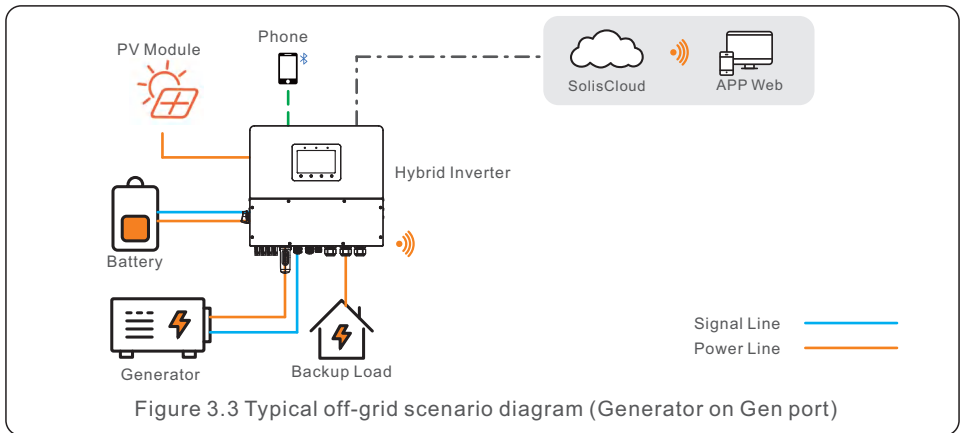 PV Module
Phone
SolisCloud
APP Web
Hybrid Inverter
Battery
Generator
Backup Load
Signal Line
Power Line
Figure 3.3 Typical off-grid scenario diagram (Generator on Gen port)